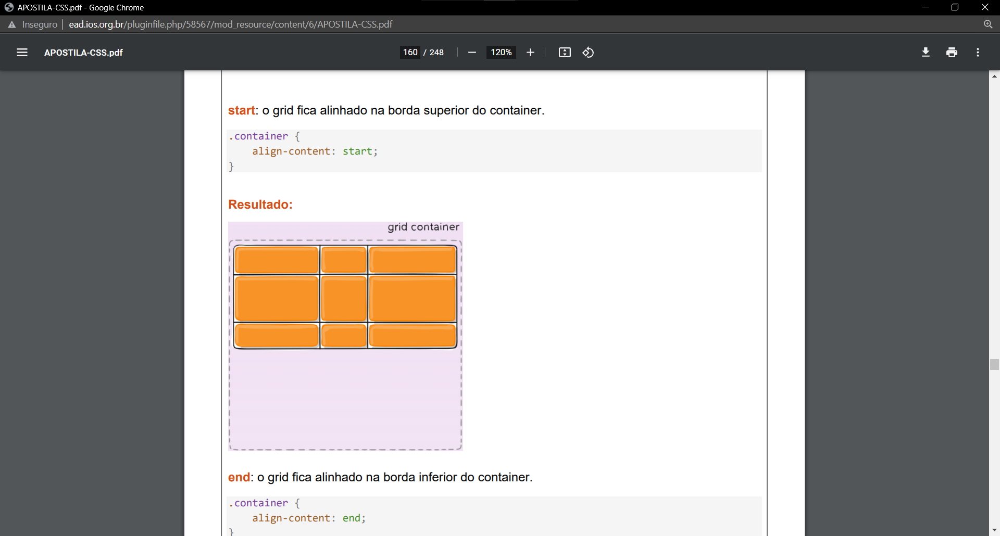 APOSTILA-CSS.pdf - Google Chrome
Inseguro ead.ios.org.br/pluginfile.php/58567/mod_resource/content/6/APOSTILA-CSS.pdf
APOSTILA-CSS.pdf 160 / 248 120%
start: o grid fica alinhado na borda superior do container.
.container {
align-content: start;
}
Resultado:
grid container
end: o grid fica alinhado na borda inferior do container.
.container {
align-content: end;
}